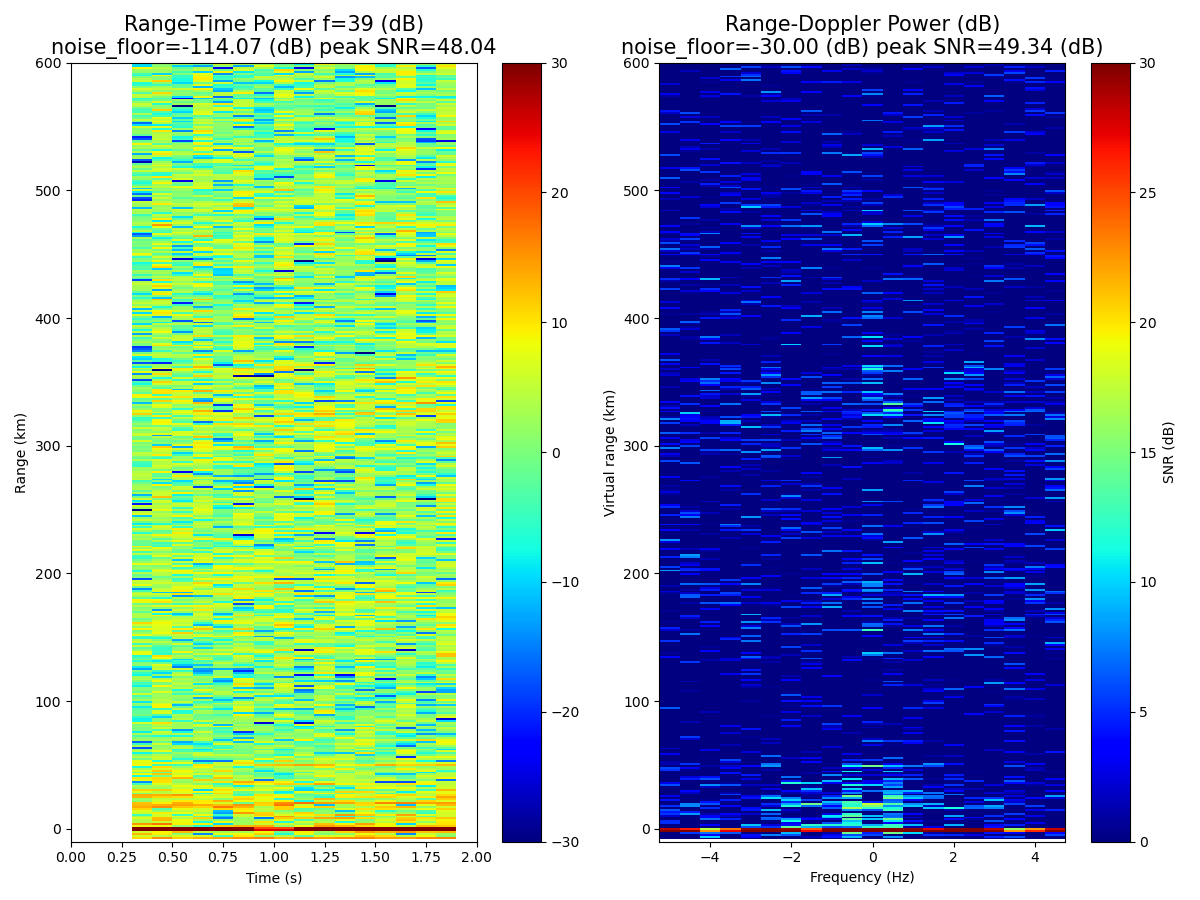 Range-Time Power f=39 (dB)
noise_floor=-114.07 (dB) peak SNR=48.04
Range (km)
600
500
400
300
200
100
0
0.00 0.25 0.50 0.75 1.00 1.25 1.50 1.75 2.00
Time (s)
30
20
10
0
−10
−20
−30
Range-Doppler Power (dB)
noise_floor=-30.00 (dB) peak SNR=49.34 (dB)
Virtual range (km)
600
500
400
300
200
100
0
−4 −2 0 2 4
Frequency (Hz)
30
25
20
15
10
5
0
SNR (dB)